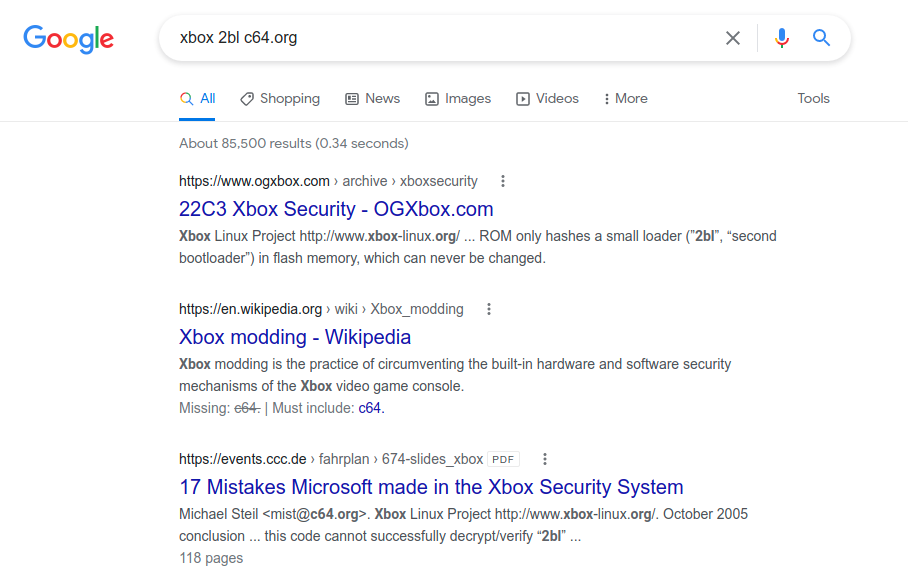 Google
xbox 2bl c64.org
All Shopping News Images Videos More Tools
About 85,500 results (0.34 seconds)
https://www.ogxbox.com › archive › xboxsecurity
22C3 Xbox Security - OGXbox.com
Xbox Linux Project http://www.xbox-linux.org/ ... ROM only hashes a small loader ("2bl", “second
bootloader”) in flash memory, which can never be changed.
https://en.wikipedia.org › wiki › Xbox_modding
Xbox modding - Wikipedia
Xbox modding is the practice of circumventing the built-in hardware and software security
mechanisms of the Xbox video game console.
Missing: c64. | Must include: c64.
https://events.ccc.de › fahrplan › 674-slides_xbox PDF
17 Mistakes Microsoft made in the Xbox Security System
Michael Steil <mist@c64.org>. Xbox Linux Project http://www.xbox-linux.org/. October 2005
conclusion ... this code cannot successfully decrypt/verify “2bl” ...
118 pages